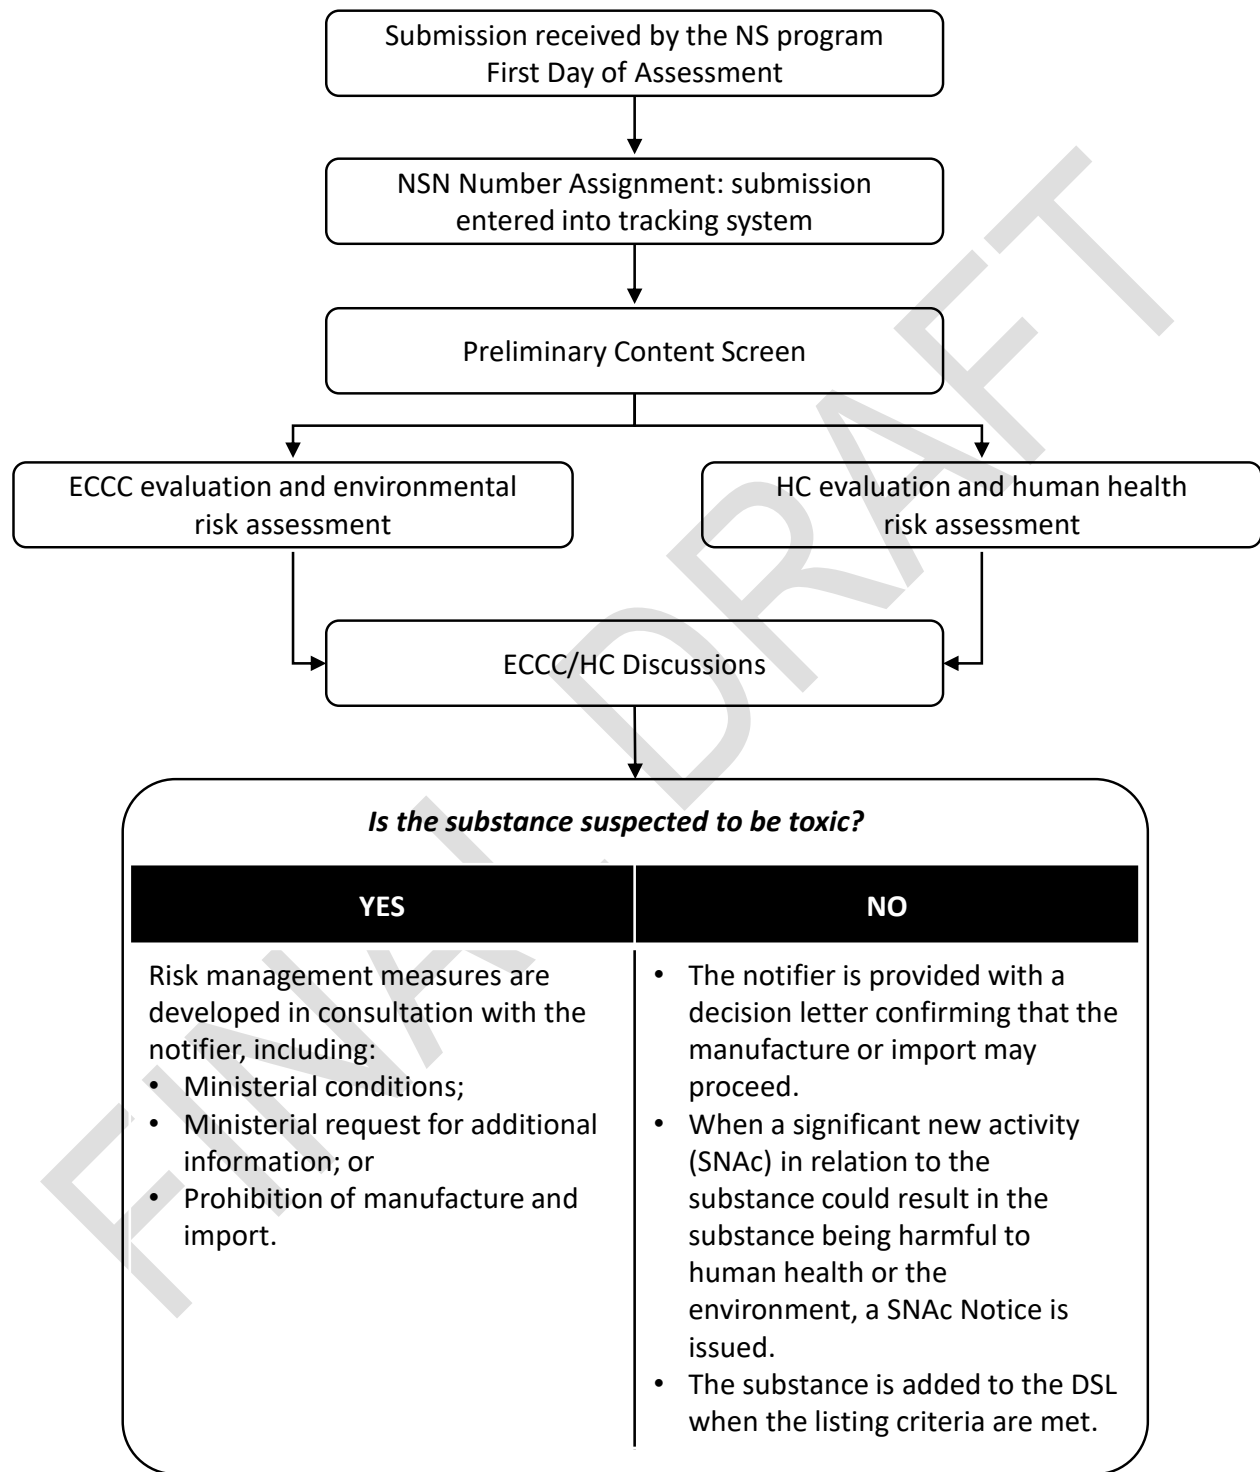 Submission received by the NS program
First Day of Assessment
NSN Number Assignment: submission
entered into tracking system
Preliminary Content Screen
ECCC evaluation and environmental
risk assessment
HC evaluation and human health
risk assessment
ECCC/HC Discussions
Is the substance suspected to be toxic?
YES
NO
Risk management measures are
developed in consultation with the
notifier, including:
• Ministerial conditions;
• Ministerial request for additional
information; or
• Prohibition of manufacture and
import.
• The notifier is provided with a
decision letter confirming that the
manufacture or import may
proceed.
• When a significant new activity
(SNAc) in relation to the
substance could result in the
substance being harmful to
human health or the
environment, a SNAc Notice is
issued.
• The substance is added to the DSL
when the listing criteria are met.
FINAL DRAFT